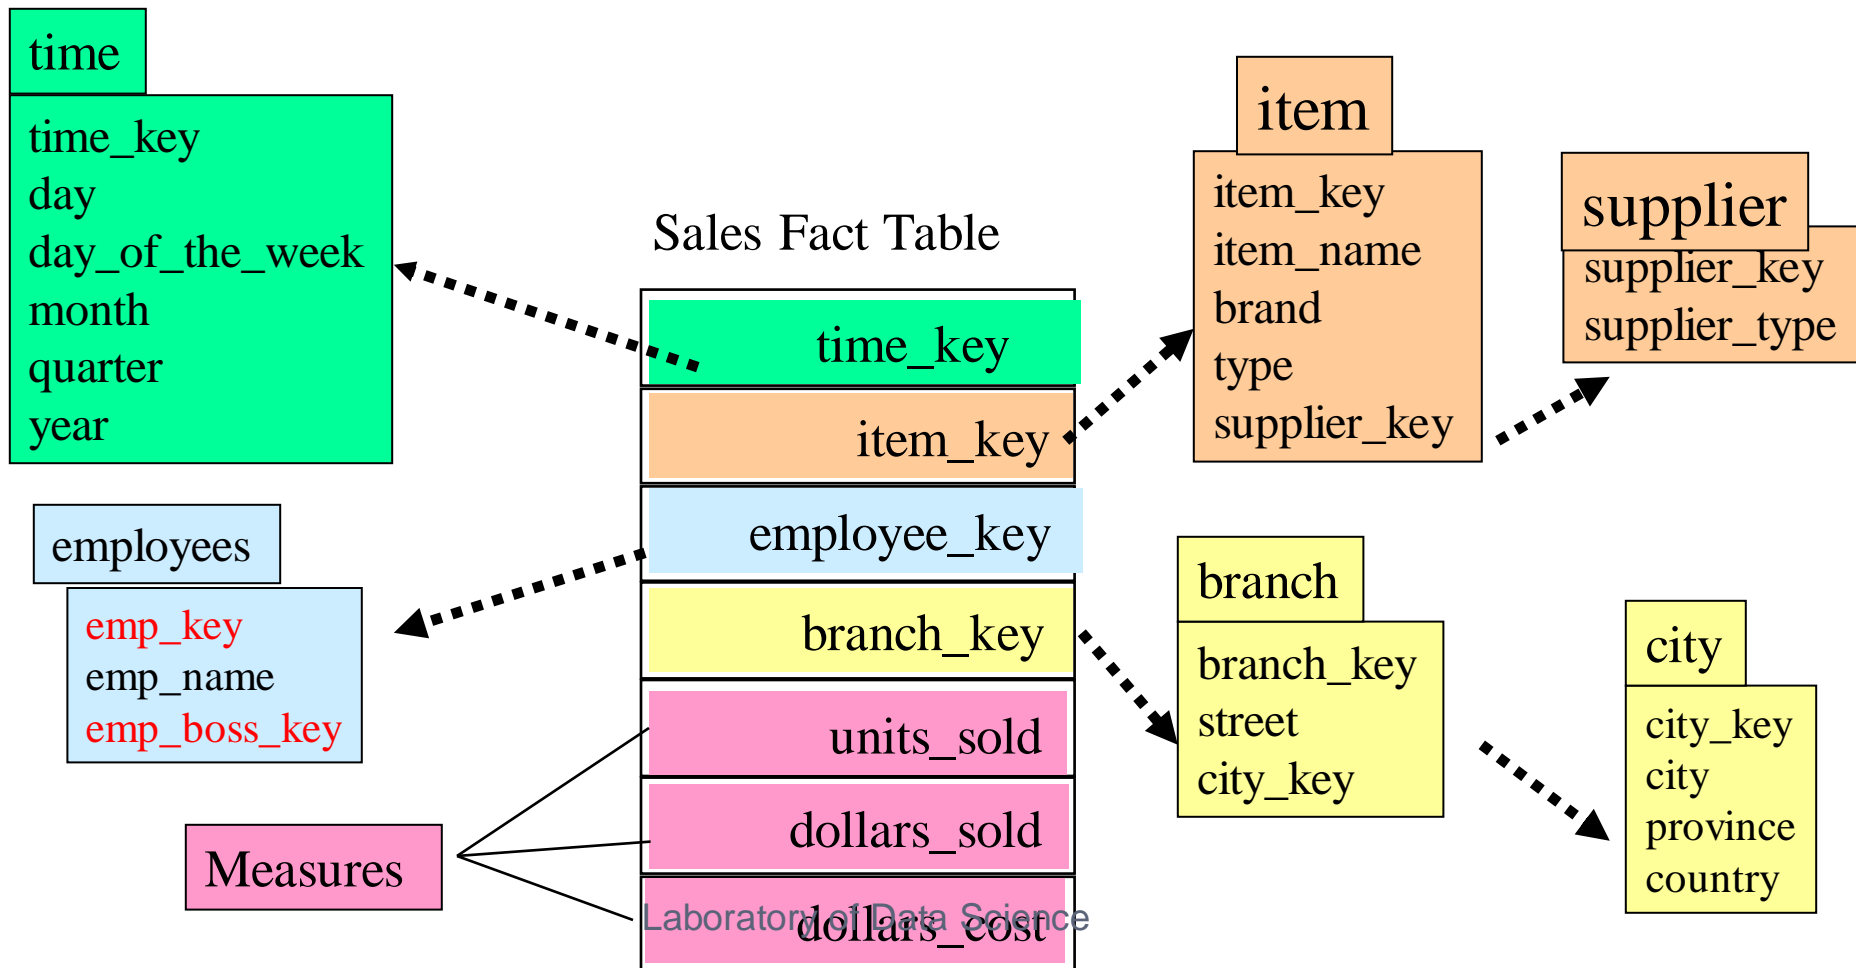 time
time_key
day
day_of_the_week
month
quarter
year
employees
emp_key
emp_name
emp_boss_key
Measures
Sales Fact Table
time_key
item_key
employee_key
branch_key
units_sold
dollars_sold
dollars_cost
Laboratory of Data Science
item
item_key
item_name
brand
type
supplier_key
supplier
supplier_key
supplier_type
branch
branch_key
street
city_key
city
city_key
city
province
country